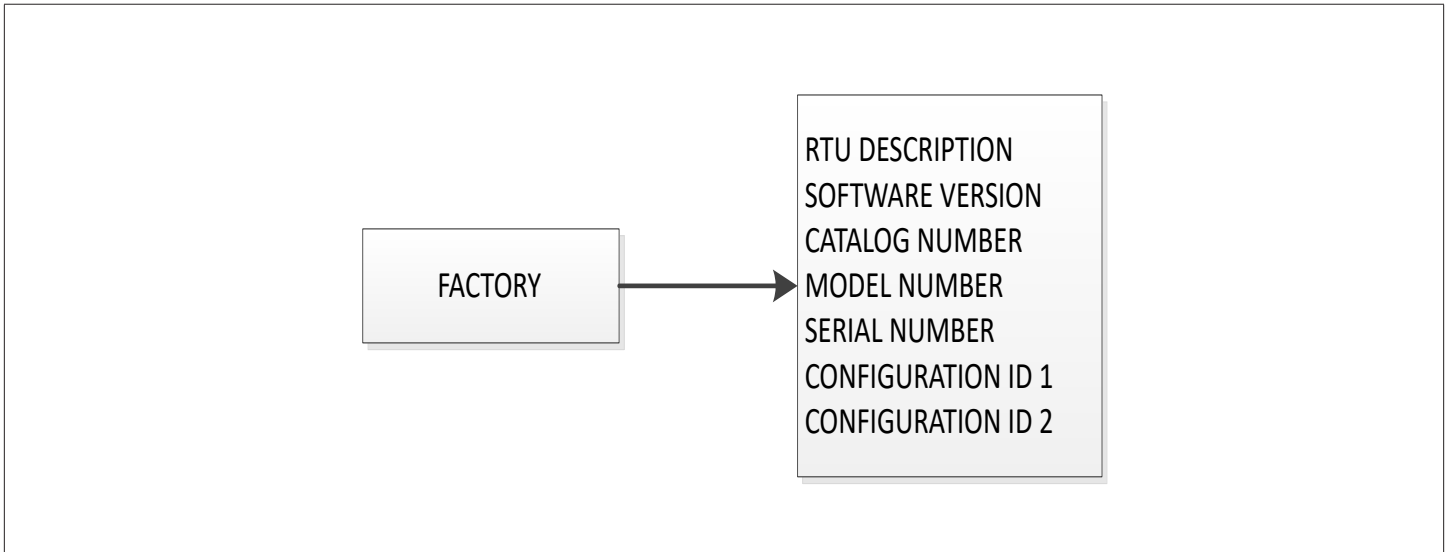 FACTORY
RTU DESCRIPTION
SOFTWARE VERSION
CATALOG NUMBER
MODEL NUMBER
SERIAL NUMBER
CONFIGURATION ID 1
CONFIGURATION ID 2